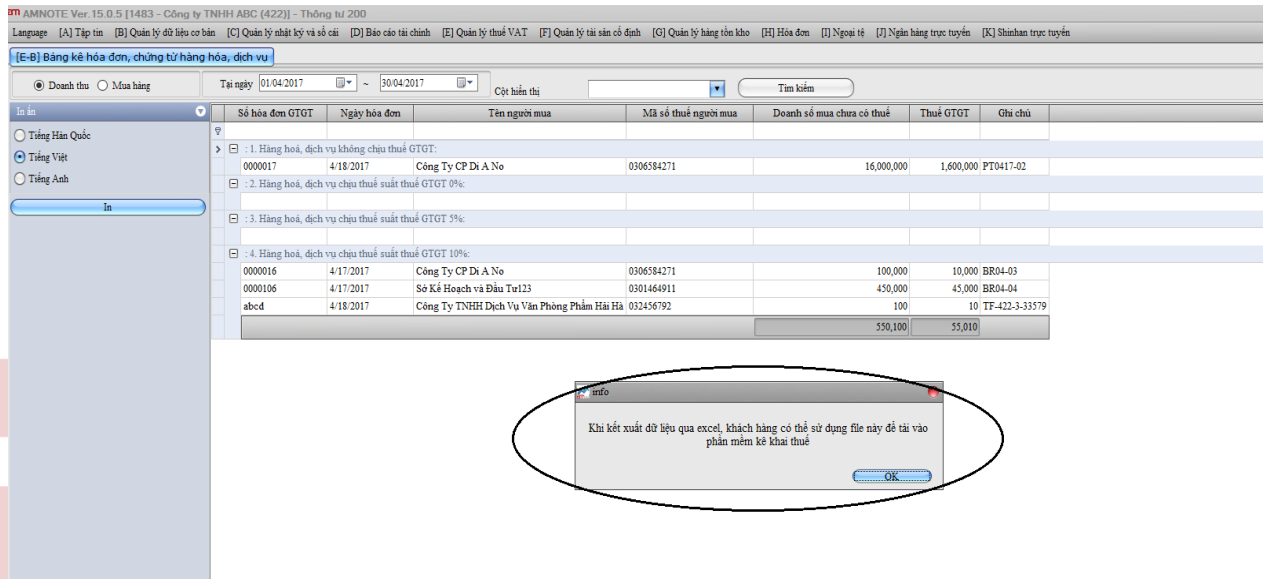 AMNOTE Ver.15.0.5 [1483 - Công ty TNHH ABC (422)] - Thông tư 200
Language [A] Tập tin [B] Quản lý dữ liệu cơ bản [C] Quản lý nhật ký và sổ cái [D] Báo cáo tài chính [E] Quản lý thuế VAT [F] Quản lý tài sản cố định [G] Quản lý hàng tồn kho [H] Hóa đơn [I] Ngoại tệ [J] Ngân hàng trực tuyến [K] Shinhan trực tuyến
[E-B] Bảng kê hóa đơn, chứng từ hàng hóa, dịch vụ
Doanh thu Mua hàng Tại ngày 01/04/2017 ~ 30/04/2017 Cột hiển thị Tìm kiếm
In ấn Số hóa đơn GTGT Ngày hóa đơn Tên người mua Mã số thuế người mua Doanh số mua chưa có thuế Thuế GTGT Ghi chú
Tiếng Hàn Quốc
Tiếng Việt
Tiếng Anh
In
: 1. Hàng hoá, dịch vụ không chịu thuế GTGT:
0000017 4/18/2017 Công Ty CP Di A No 0306584271 16,000,000 1,600,000 PT0417-02
: 2. Hàng hoá, dịch vụ chịu thuế suất thuế GTGT 0%:
: 3. Hàng hoá, dịch vụ chịu thuế suất thuế GTGT 5%:
: 4. Hàng hoá, dịch vụ chịu thuế suất thuế GTGT 10%:
0000016 4/17/2017 Công Ty CP Di A No 0306584271 100,000 10,000 BR04-03
0000106 4/17/2017 Sở Kế Hoạch và Đầu Tư123 0301464911 450,000 45,000 BR04-04
abcd 4/18/2017 Công Ty TNHH Dịch Vụ Văn Phòng Phẩm Hải Hà 032456792 100 10 TF-422-3-33579
550,100 55,010
info
Khi kết xuất dữ liệu qua excel, khách hàng có thể sử dụng file này để tải vào
phần mềm kê khai thuế
OK